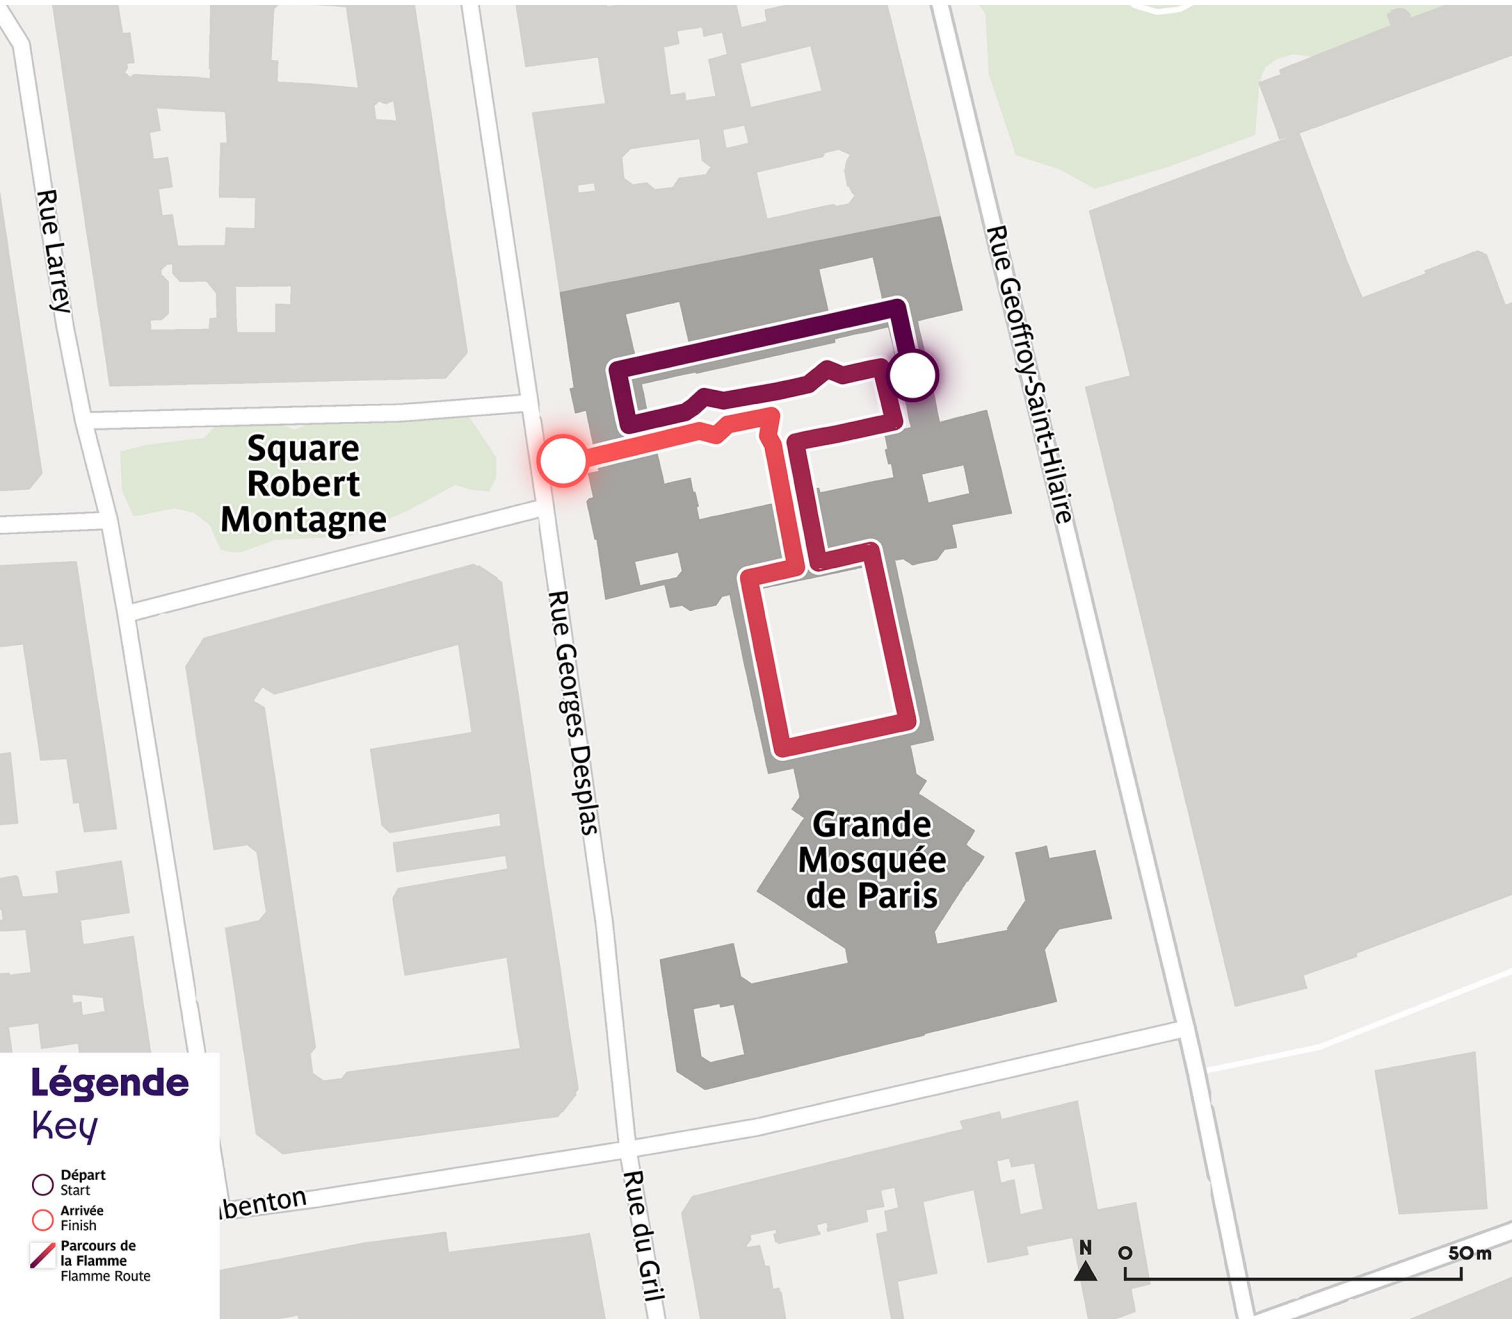 Rue Larrey
Rue Geoffroy-Saint-Hilaire
Square
Robert
Montagne
Rue Georges Desplas
Grande
Mosquée
de Paris
Légende
Key
Départ
Start
Arrivée
Finish
Parcours de
la Flamme
Flamme Route
benton
Rue du Gril
N
0
50m